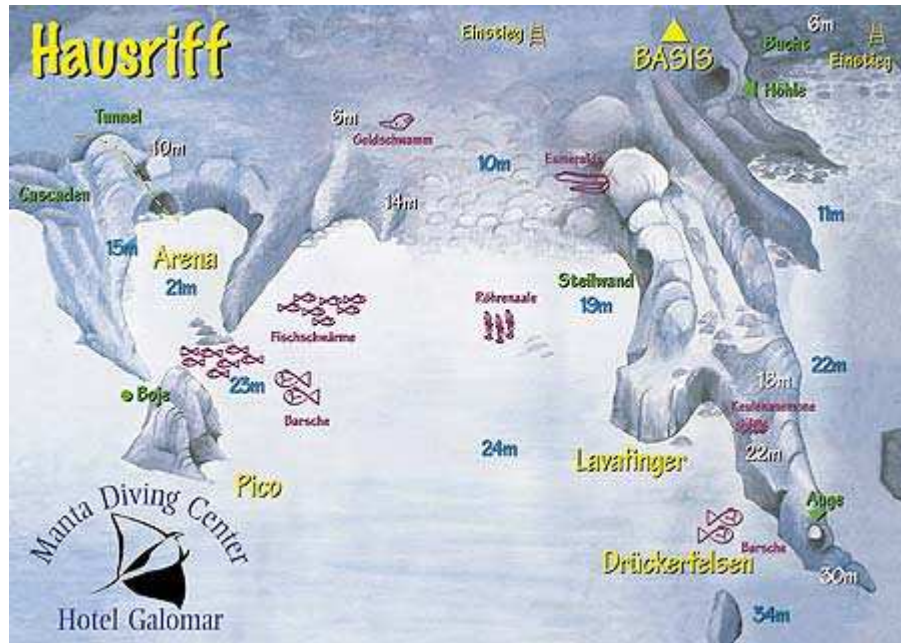 Hausriff
Einstieg
BASIS
6m
Bucht
Einstieg
Höhle
Tunnel
10m
6m
Goldschwamm
10m
Esmeralda
Cascaden
14m
11m
15m
Arena
21m
Steilwand
19m
Röhrenaale
Fischschwärme
23m
22m
18m
Boje
Barsche
Keulenanemone
24m
22m
Lavafinger
Pico
Auge
Barsche
Drückerfelsen
30m
34m
Manta Diving Center
Hotel Galomar